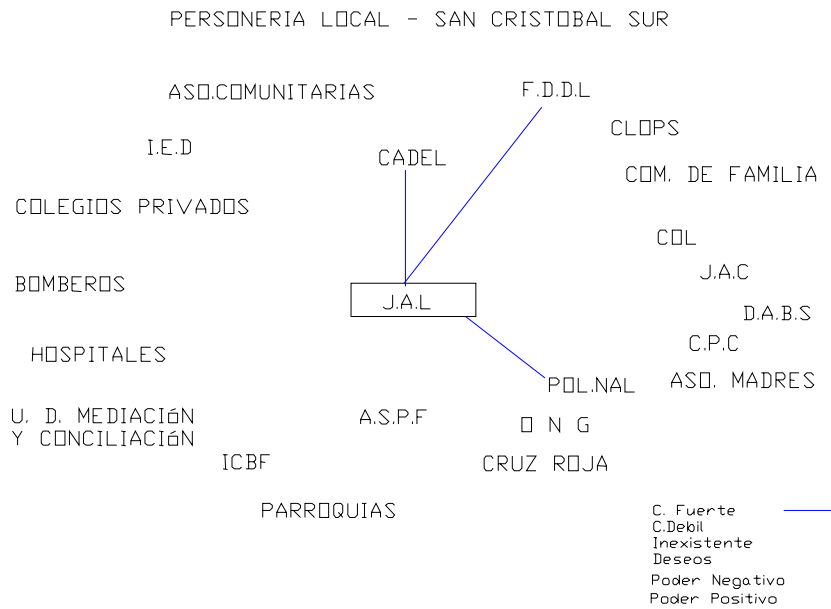 PERSONERIA LOCAL - SAN CRISTOBAL SUR
ASO.COMUNITARIAS
F.D.D.L
CLOPS
I.E.D
CADEL
COM. DE FAMILIA
COLEGIOS PRIVADOS
COL
J.A.C
BOMBEROS
J.A.L
D.A.B.S
C.P.C
HOSPITALES
POL.NAL
ASO. MADRES
U. D. MEDIACIóN
Y CONCILIACIóN
A.S.P.F
O N G
ICBF
CRUZ ROJA
PARROQUIAS
C. Fuerte
C.Debil
Inexistente
Deseos
Poder Negativo
Poder Positivo